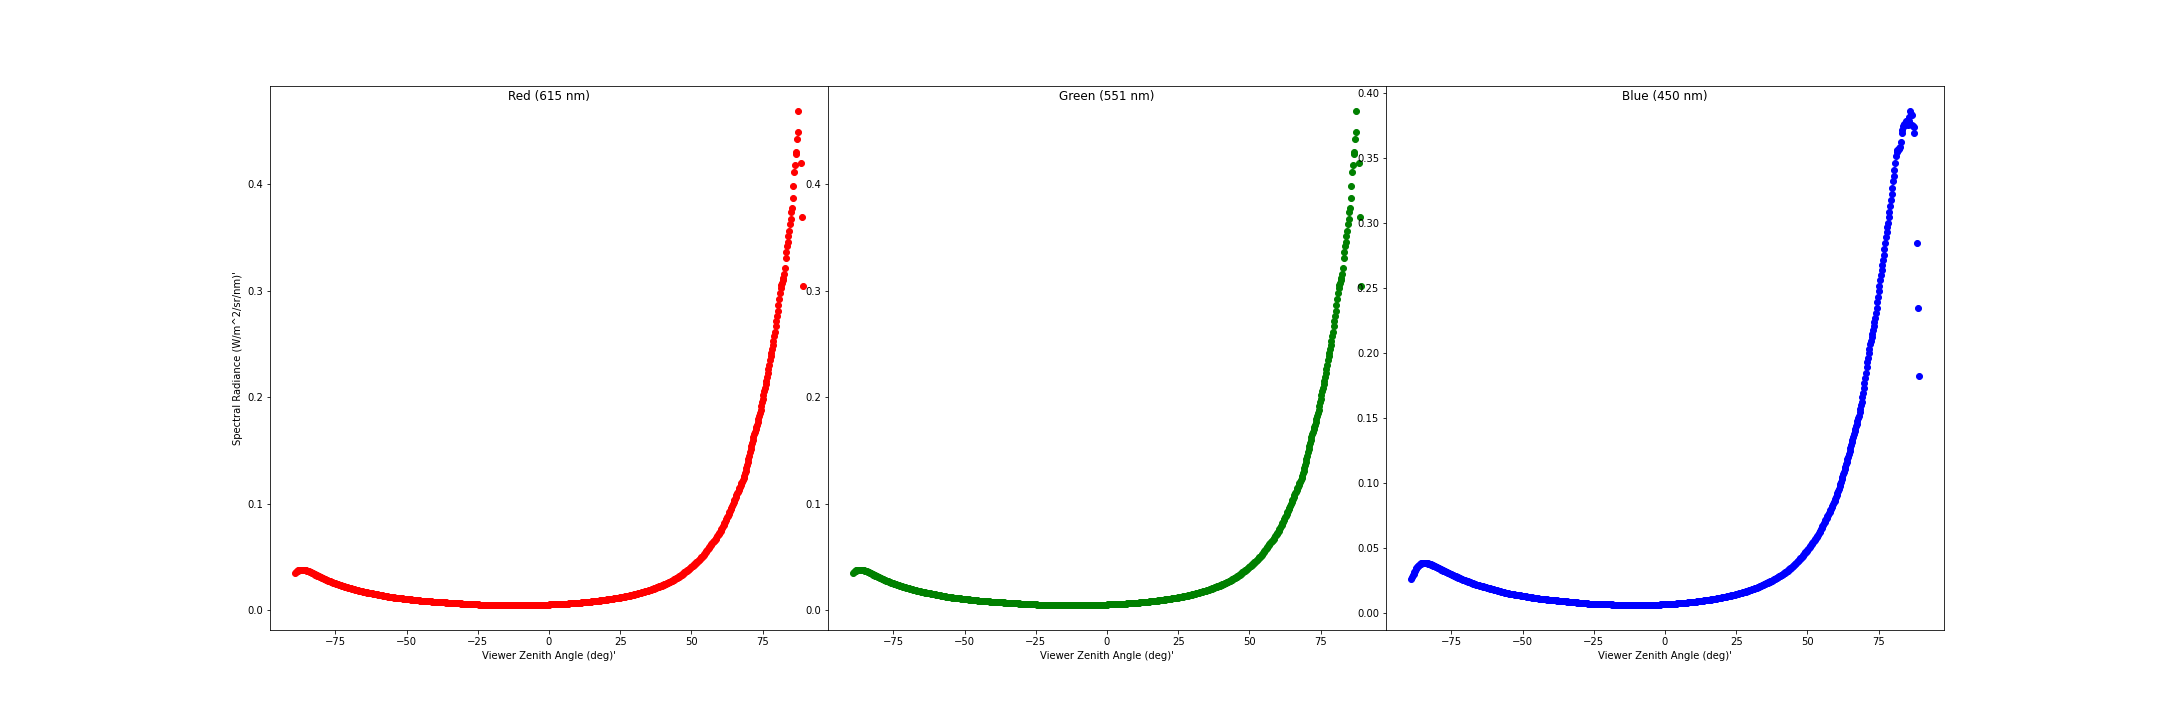 Red (615 nm)
Green (551 nm)
Blue (450 nm)
Spectral Radiance (W/m^2/sr/nm)'
0.4
0.3
0.2
0.1
0.0
−75 −50 −25 0 25 50 75
Viewer Zenith Angle (deg)'
0.4
0.3
0.2
0.1
0.0
−75 −50 −25 0 25 50 75
Viewer Zenith Angle (deg)'
0.40
0.35
0.30
0.25
0.20
0.15
0.10
0.05
0.00
−75 −50 −25 0 25 50 75
Viewer Zenith Angle (deg)'